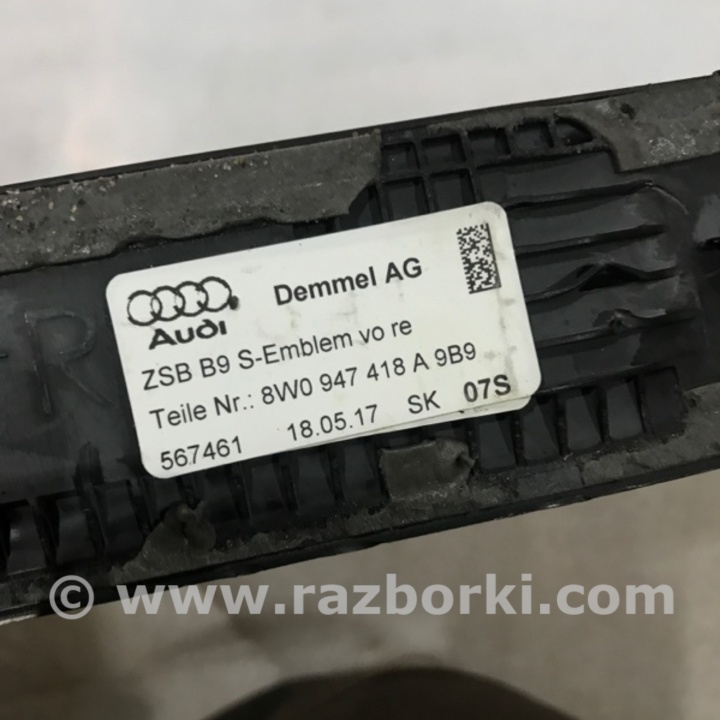 Demmel AG
Audi
ZSB B9 S-Emblem vo re
Teile Nr.: 8W0 947 418 A 9B9
567461 18.05.17 SK 07S
© www.razborki.com